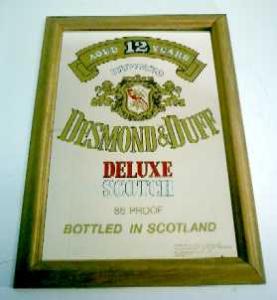 AGED 12 YEARS
DESMOND & DUFF
DELUXE
SCOTCH
86 PROOF
BOTTLED IN SCOTLAND